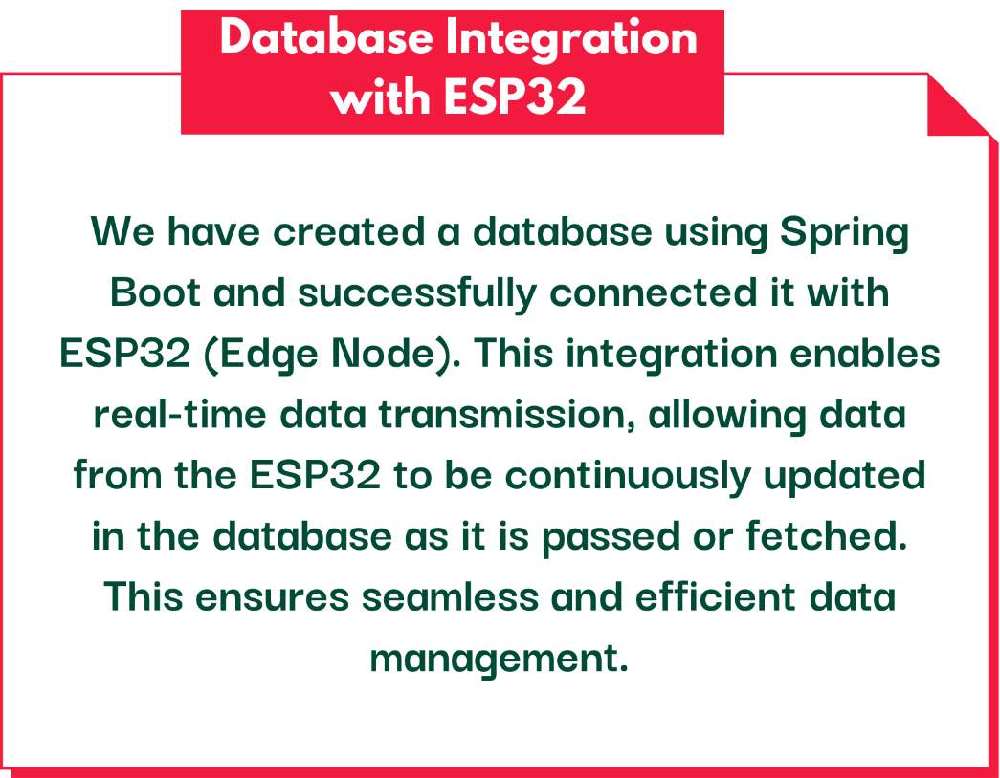 Database Integration
with ESP32
We have created a database using Spring
Boot and successfully connected it with
ESP32 (Edge Node). This integration enables
real-time data transmission, allowing data
from the ESP32 to be continuously updated
in the database as it is passed or fetched.
This ensures seamless and efficient data
management.